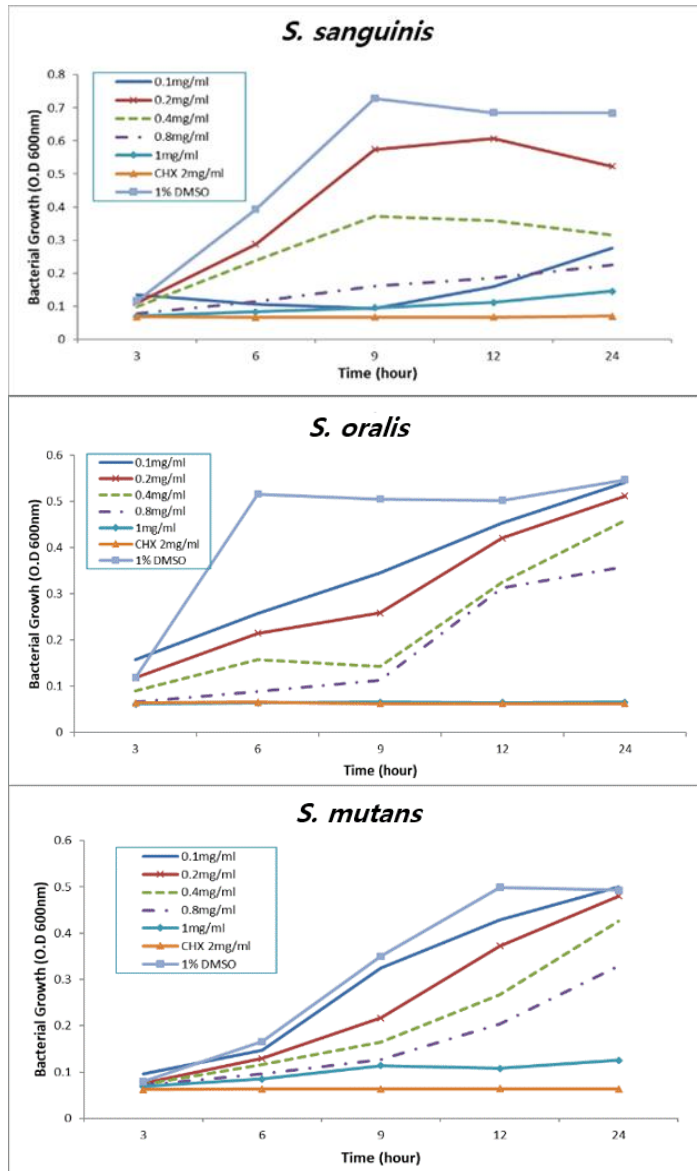 S. sanguinis
0.8
0.7
0.6
0.5
0.4
0.3
0.2
0.1
0
Bacterial Growth (O.D 600nm)
0.1mg/ml
0.2mg/ml
0.4mg/ml
0.8mg/ml
1mg/ml
CHX 2mg/ml
1% DMSO
3 6 9 12 24
Time (hour)
S. oralis
0.6
0.5
0.4
0.3
0.2
0.1
0
Bacterial Growh (O.D 600nm)
0.1mg/ml
0.2mg/ml
0.4mg/ml
0.8mg/ml
1mg/ml
CHX 2mg/ml
1% DMSO
3 6 9 12 24
Time (hour)
S. mutans
0.6
0.5
0.4
0.3
0.2
0.1
0
Bacterial Growth (O.D 600nm)
0.1mg/ml
0.2mg/ml
0.4mg/ml
0.8mg/ml
1mg/ml
CHX 2mg/ml
1% DMSO
3 6 9 12 24
Time (hour)